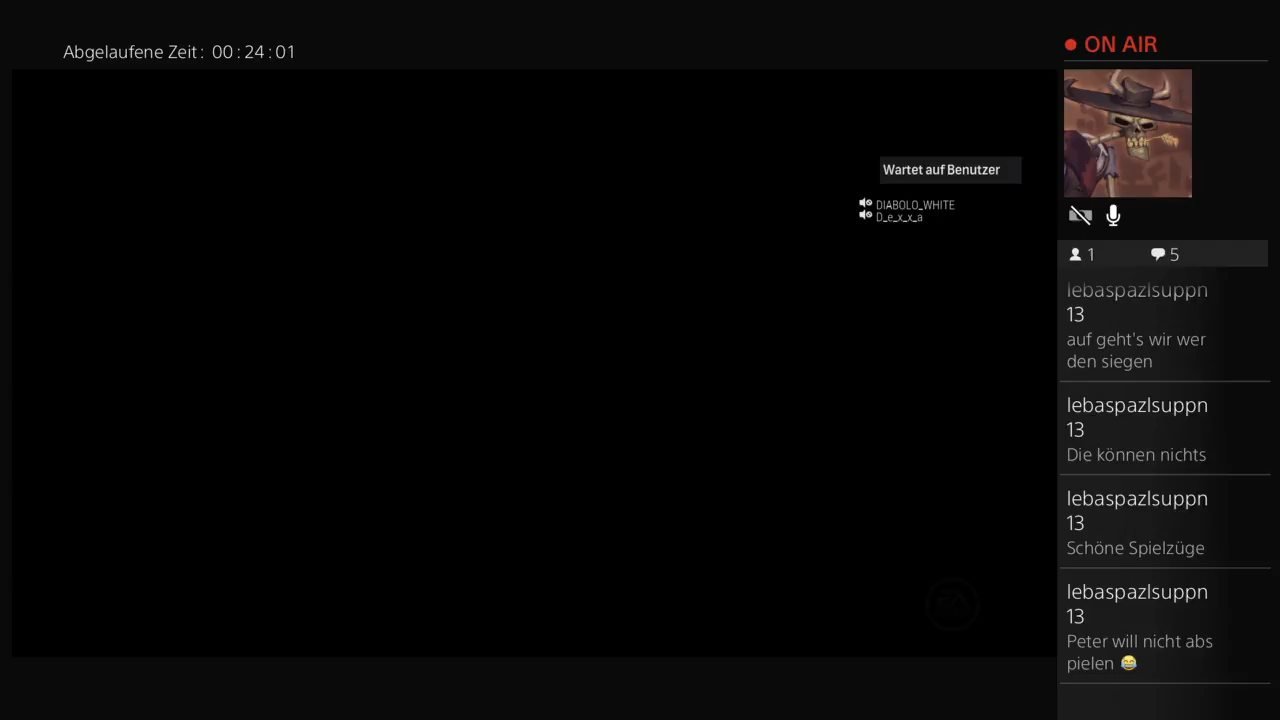 Abgelaufene Zeit: 00:24:01
ON AIR
Wartet auf Benutzer
DIABOLO_WHITE
D_e_x_x_a
1 5
lebaspazlsuppn
13
auf geht's wir wer
den siegen
lebaspazlsuppn
13
Die können nichts
lebaspazlsuppn
13
Schöne Spielzüge
lebaspazlsuppn
13
Peter will nicht abs
pielen 😂
EA